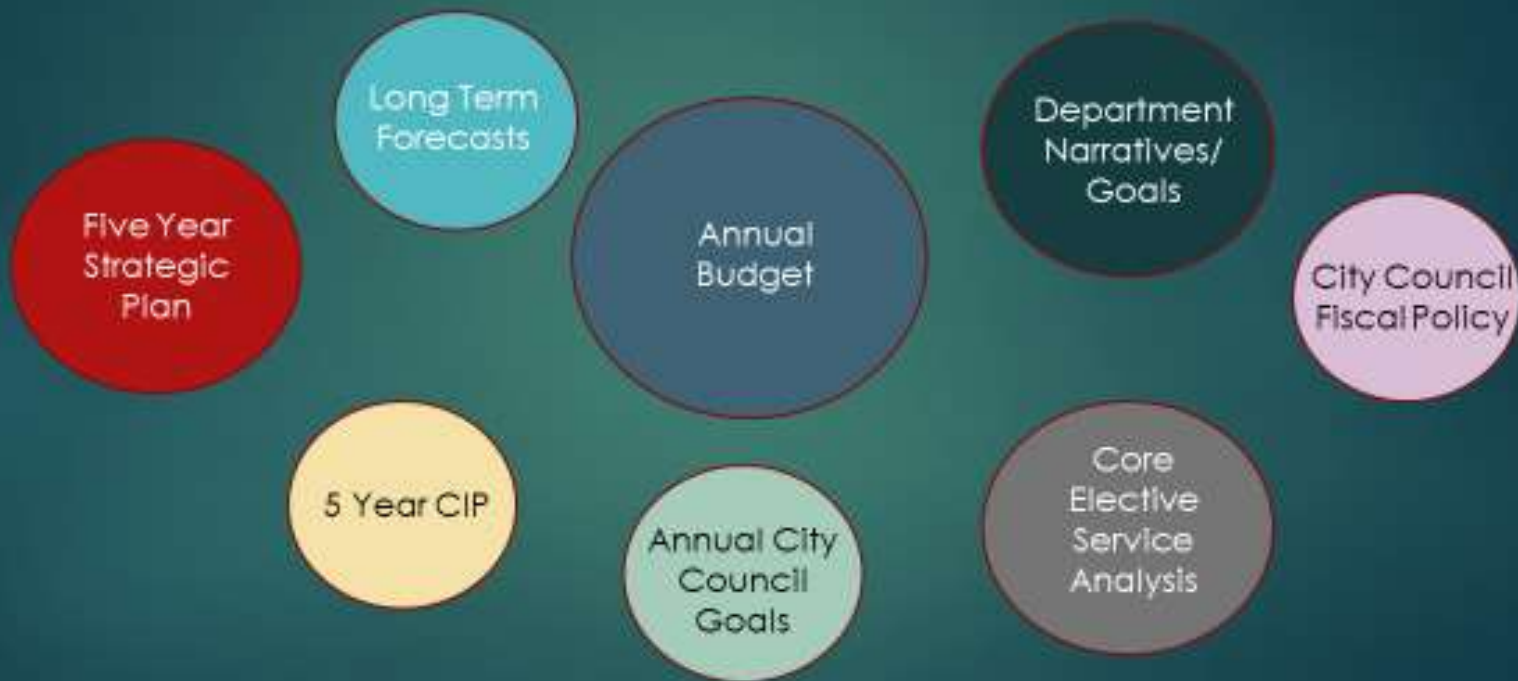 Long Term
Forecasts
Department
Narratives/
Goals
Five Year
Strategic
Plan
Annual
Budget
City Council
Fiscal Policy
5 Year CIP
Annual City
Council
Goals
Core
Elective
Service
Analysis